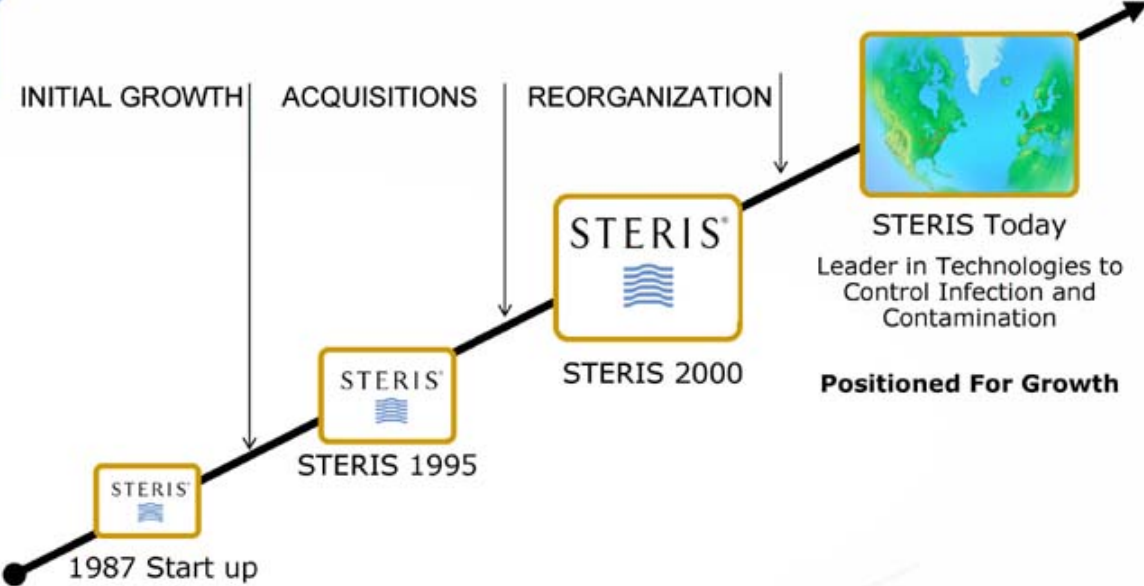 INITIAL GROWTH
ACQUISITIONS
REORGANIZATION
STERIS®
1987 Start up
STERIS®
STERIS 1995
STERIS®
STERIS 2000
STERIS Today
Leader in Technologies to
Control Infection and
Contamination
Positioned For Growth